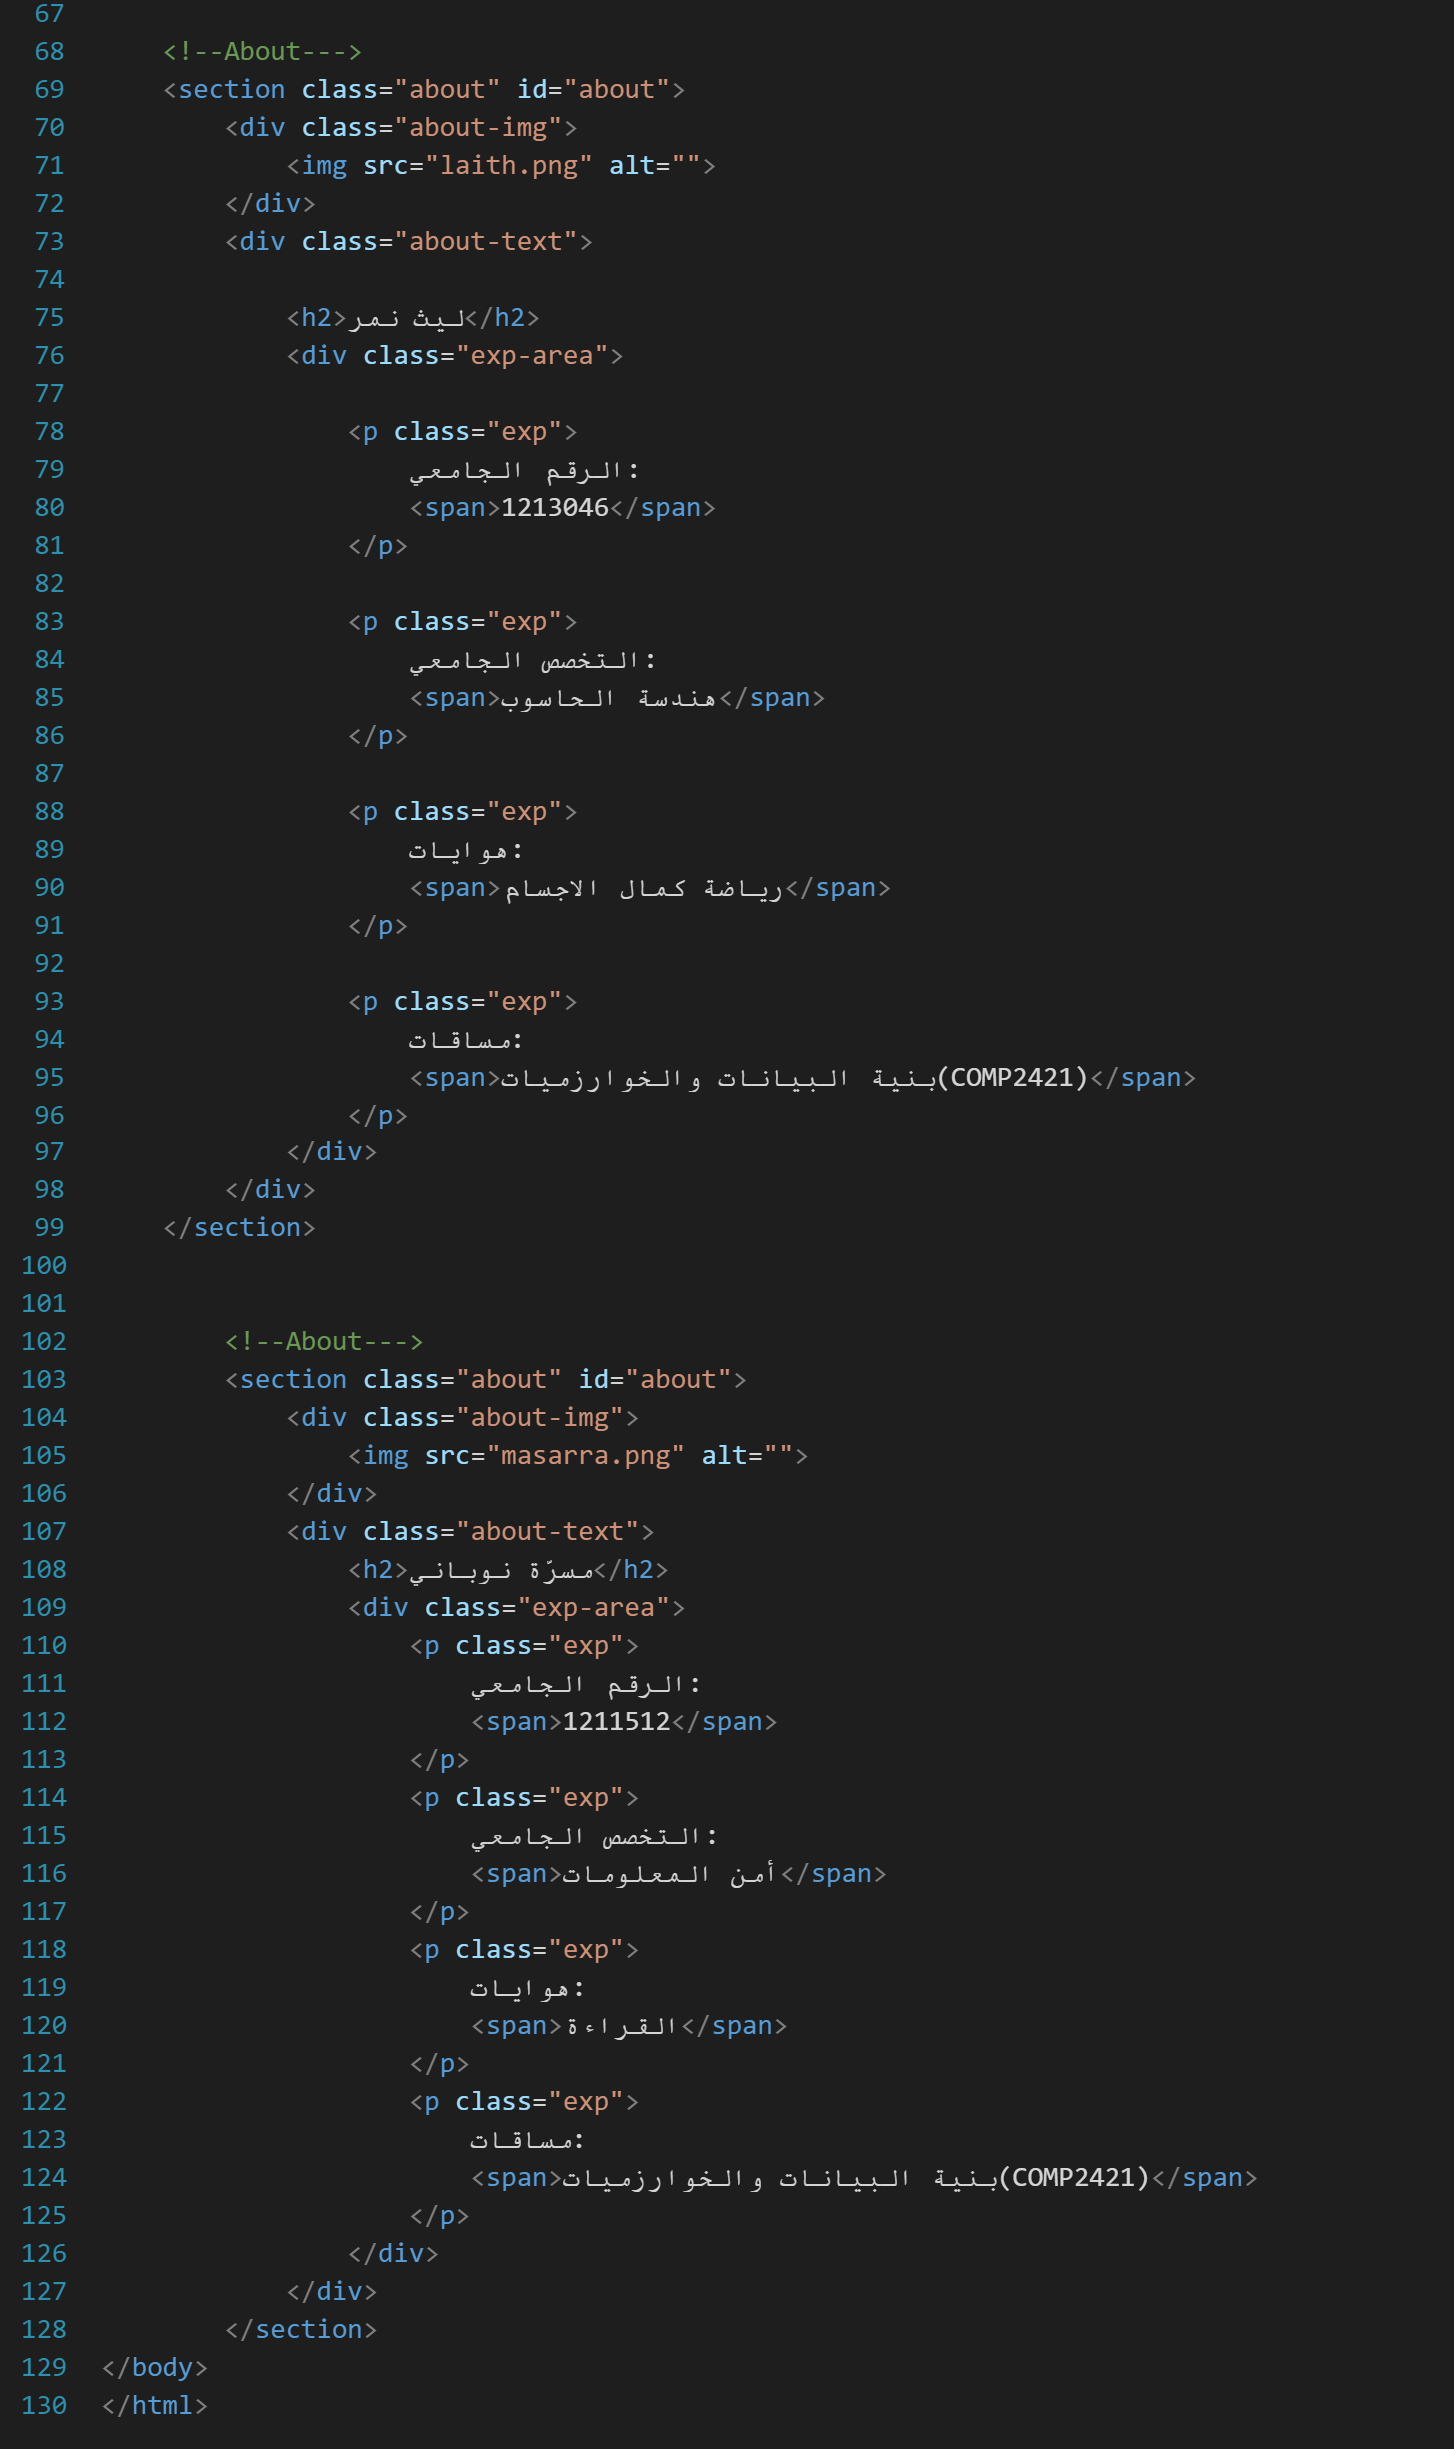 67
68 <!--About--->
69 <section class="about" id="about">
70 <div class="about-img">
71 <img src="laith.png" alt="">
72 </div>
73 <div class="about-text">
74
75 <h2>ليث نمر</h2>
76 <div class="exp-area">
77
78 <p class="exp">
79 الرقم الجامعي:
80 <span>1213046</span>
81 </p>
82
83 <p class="exp">
84 التخصص الجامعي:
85 <span>هندسة الحاسوب</span>
86 </p>
87
88 <p class="exp">
89 هوايات:
90 <span>رياضة كمال الاجسام</span>
91 </p>
92
93 <p class="exp">
94 مساقات:
95 <span>بنية البيانات والخوارزميات(COMP2421)</span>
96 </p>
97 </div>
98 </div>
99 </section>
100
101
102 <!--About--->
103 <section class="about" id="about">
104 <div class="about-img">
105 <img src="masarra.png" alt="">
106 </div>
107 <div class="about-text">
108 <h2>مسرّة نوباني</h2>
109 <div class="exp-area">
110 <p class="exp">
111 الرقم الجامعي:
112 <span>1211512</span>
113 </p>
114 <p class="exp">
115 التخصص الجامعي:
116 <span>أمن المعلومات</span>
117 </p>
118 <p class="exp">
119 هوايات:
120 <span>القراءة</span>
121 </p>
122 <p class="exp">
123 مساقات:
124 <span>بنية البيانات والخوارزميات(COMP2421)</span>
125 </p>
126 </div>
127 </div>
128 </section>
129 </body>
130 </html>